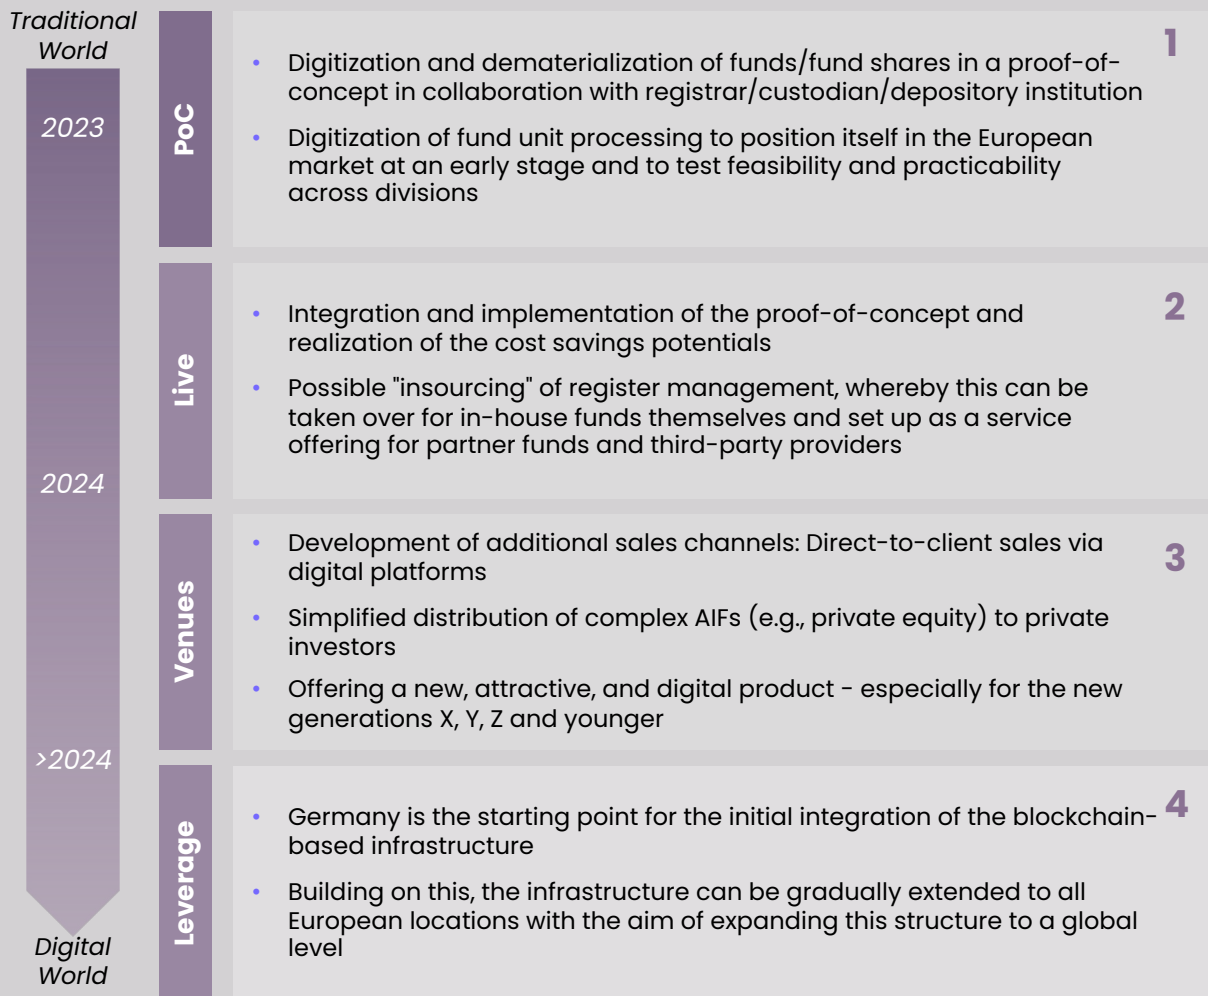 Traditional
World
2023
2024
>2024
Digital
World
PoC
1
• Digitization and dematerialization of funds/fund shares in a proof-of-
concept in collaboration with registrar/custodian/depository institution
• Digitization of fund unit processing to position itself in the European
market at an early stage and to test feasibility and practicability
across divisions
Live
2
• Integration and implementation of the proof-of-concept and
realization of the cost savings potentials
• Possible "insourcing" of register management, whereby this can be
taken over for in-house funds themselves and set up as a service
offering for partner funds and third-party providers
Venues
3
• Development of additional sales channels: Direct-to-client sales via
digital platforms
• Simplified distribution of complex AIFs (e.g., private equity) to private
investors
• Offering a new, attractive, and digital product - especially for the new
generations X, Y, Z and younger
Leverage
4
• Germany is the starting point for the initial integration of the blockchain-
based infrastructure
• Building on this, the infrastructure can be gradually extended to all
European locations with the aim of expanding this structure to a global
level